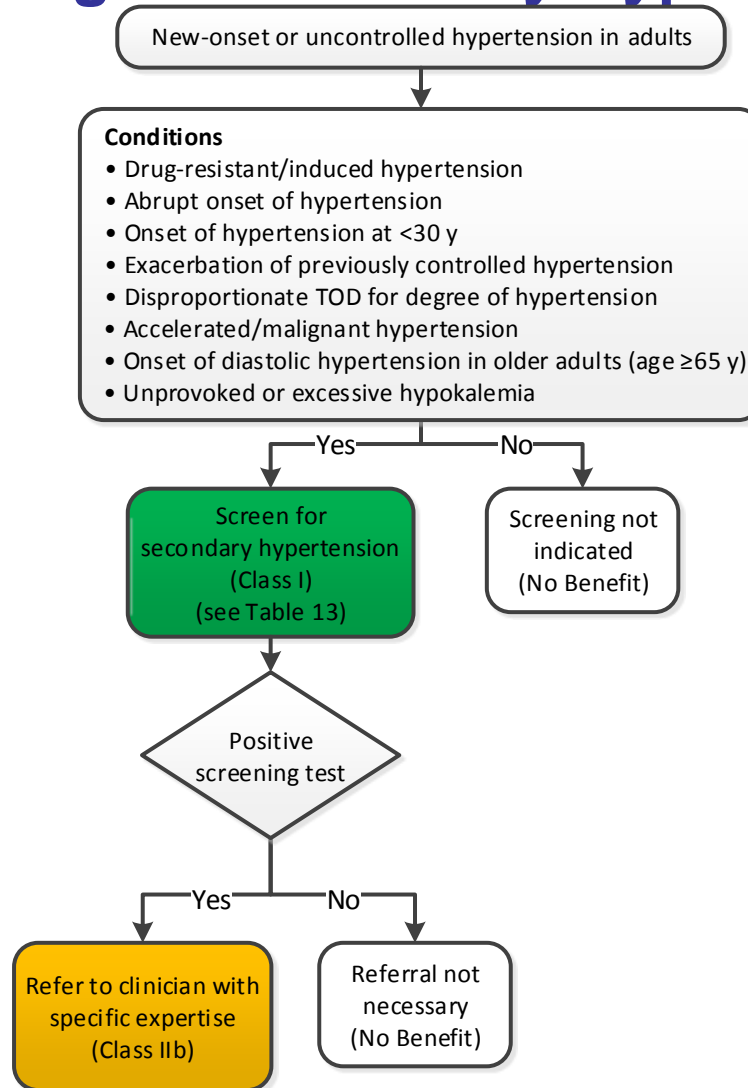 New-onset or uncontrolled hypertension in adults
Conditions
• Drug-resistant/induced hypertension
• Abrupt onset of hypertension
• Onset of hypertension at <30 y
• Exacerbation of previously controlled hypertension
• Disproportionate TOD for degree of hypertension
• Accelerated/malignant hypertension
• Onset of diastolic hypertension in older adults (age ≥65 y)
• Unprovoked or excessive hypokalemia
Yes
No
Screen for
secondary hypertension
(Class I)
(see Table 13)
Screening not
indicated
(No Benefit)
Positive
screening test
Yes
No
Refer to clinician with
specific expertise
(Class IIb)
Referral not
necessary
(No Benefit)